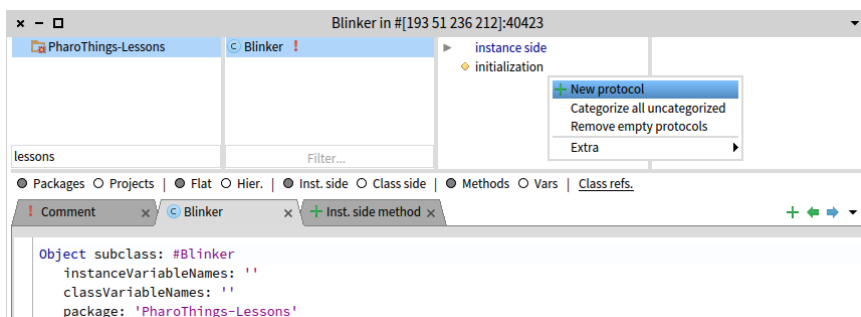 Blinker in #[193 51 236 212]:40423
PharoThings-Lessons
Blinker !
instance side
initialization
New protocol
Categorize all uncategorized
Remove empty protocols
Extra
lessons
Filter...
Packages Projects | Flat Hier. | Inst. side Class side | Methods Vars | Class refs.
! Comment x C Blinker x + Inst. side method x
Object subclass: #Blinker
instanceVariableNames: ''
classVariableNames: ''
package: 'PharoThings-Lessons'